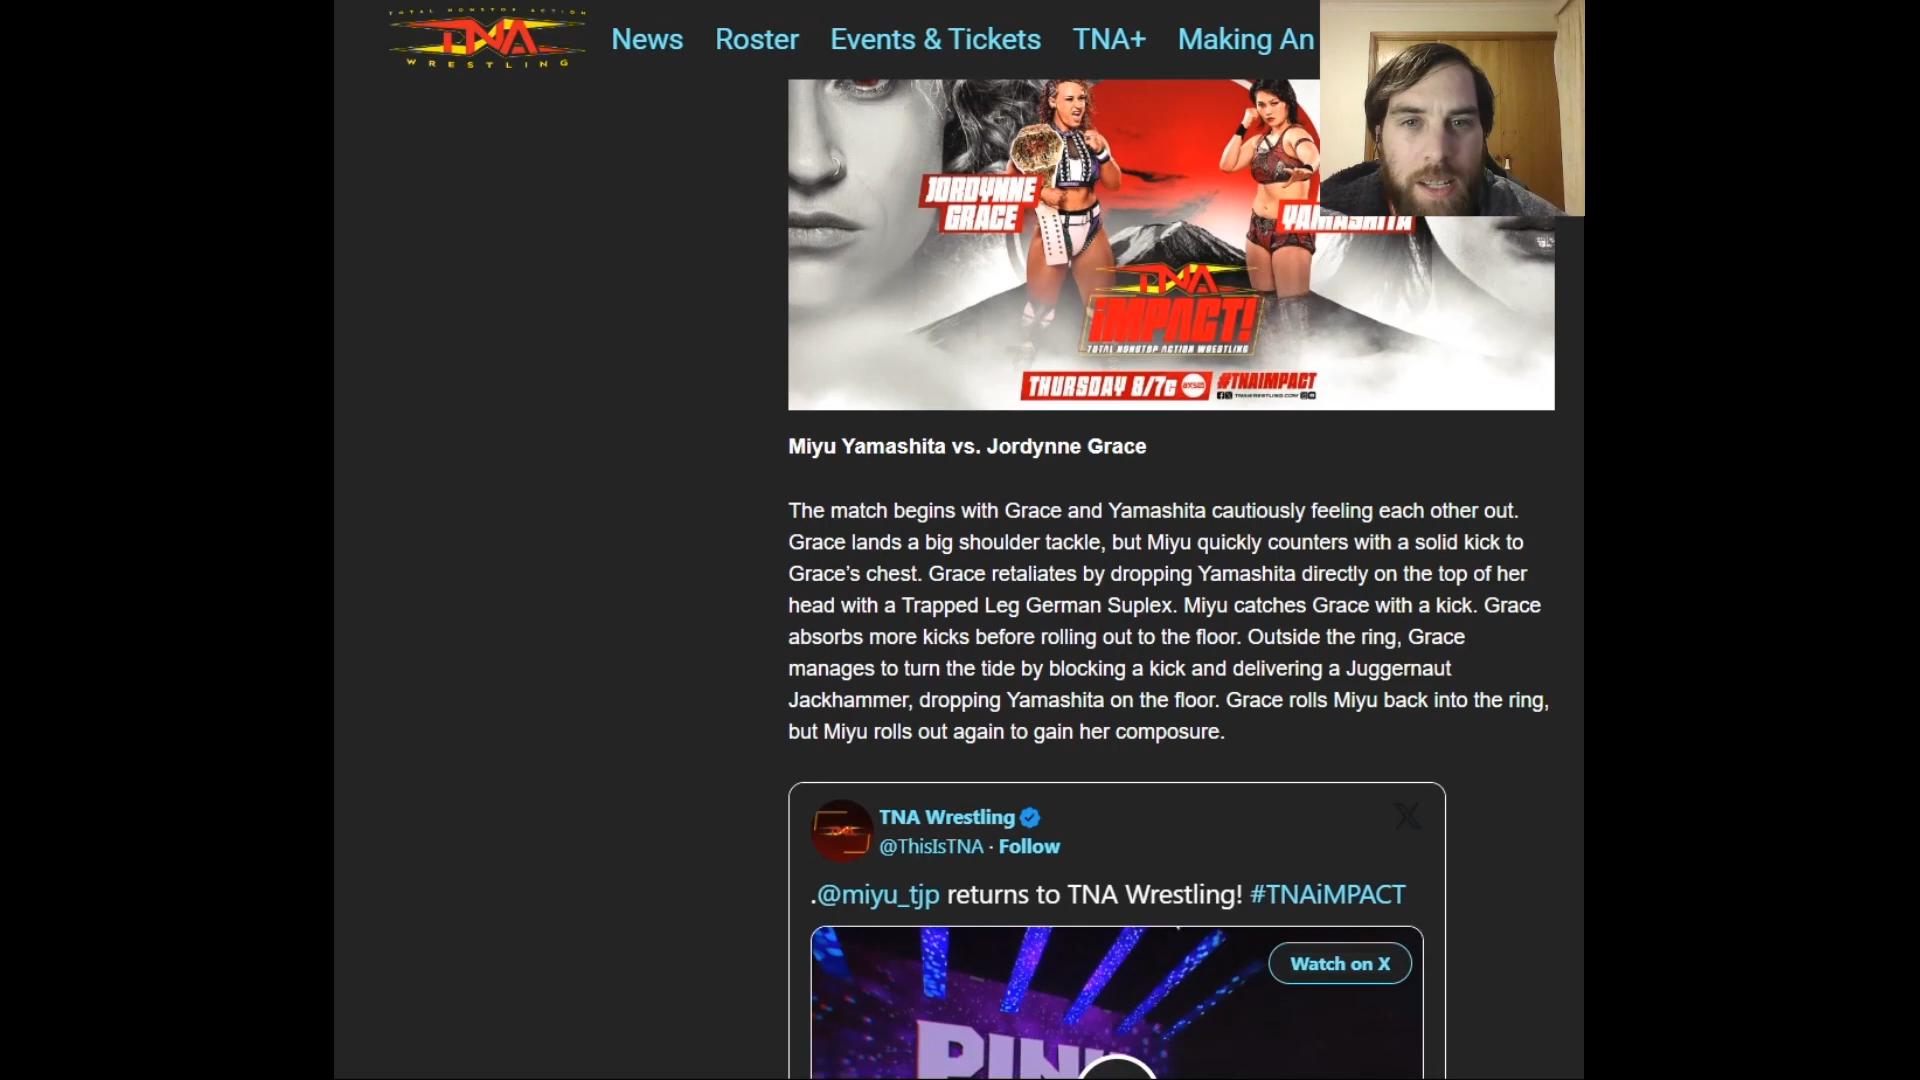 TOTAL NONSTOP ACTION
TNA
WRESTLING
News Roster Events & Tickets TNA+ Making An
JORDYNNE
GRACE
YAMASHITA
TNA
iMPACT!
TOTAL NONSTOP ACTION WRESTLING
THURSDAY 8/7c AXS TV #TNAIMPACT
TNAWRESTLING.COM
Miyu Yamashita vs. Jordynne Grace
The match begins with Grace and Yamashita cautiously feeling each other out.
Grace lands a big shoulder tackle, but Miyu quickly counters with a solid kick to
Grace’s chest. Grace retaliates by dropping Yamashita directly on the top of her
head with a Trapped Leg German Suplex. Miyu catches Grace with a kick. Grace
absorbs more kicks before rolling out to the floor. Outside the ring, Grace
manages to turn the tide by blocking a kick and delivering a Juggernaut
Jackhammer, dropping Yamashita on the floor. Grace rolls Miyu back into the ring,
but Miyu rolls out again to gain her composure.
TNA Wrestling
@ThisIsTNA · Follow
.@miyu_tjp returns to TNA Wrestling! #TNAiMPACT
Watch on X